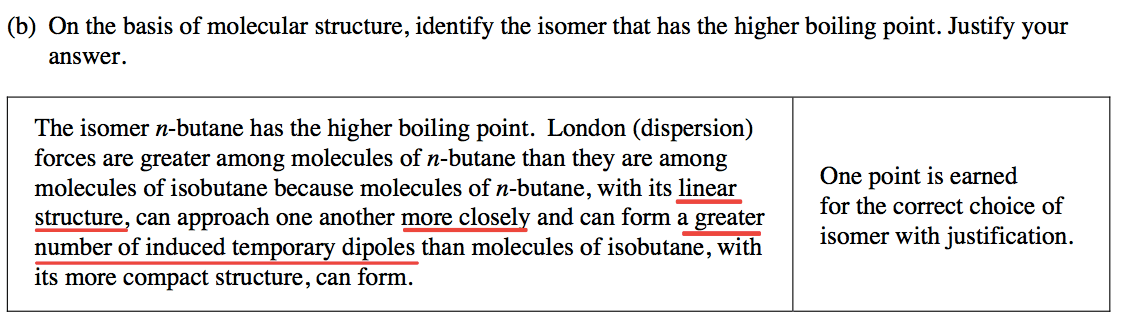 (b) On the basis of molecular structure, identify the isomer that has the higher boiling point. Justify your
answer.
The isomer n-butane has the higher boiling point. London (dispersion)
forces are greater among molecules of n-butane than they are among
molecules of isobutane because molecules of n-butane, with its linear
structure, can approach one another more closely and can form a greater
number of induced temporary dipoles than molecules of isobutane, with
its more compact structure, can form.
One point is earned
for the correct choice of
isomer with justification.